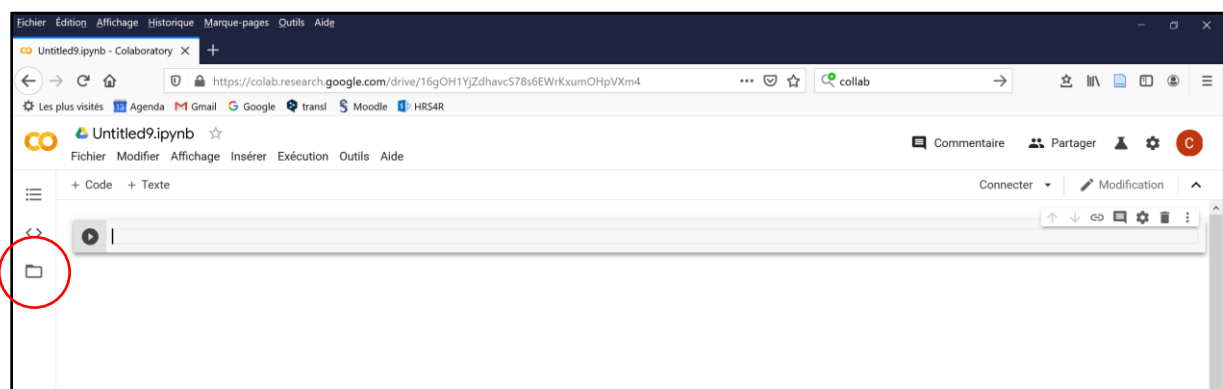 Fichier Édition Affichage Historique Marque-pages Outils Aide
Untitled9.ipynb - Colaboratory
https://colab.research.google.com/drive/16gOH1YjZdhavcS78s6EWrKxumOHpVXm4 collab
Les plus visités 31 Agenda Gmail Google transl Moodle HRS4R
Untitled9.ipynb
Commentaire Partager C
Fichier Modifier Affichage Insérer Exécution Outils Aide
+ Code + Texte Connecter Modification